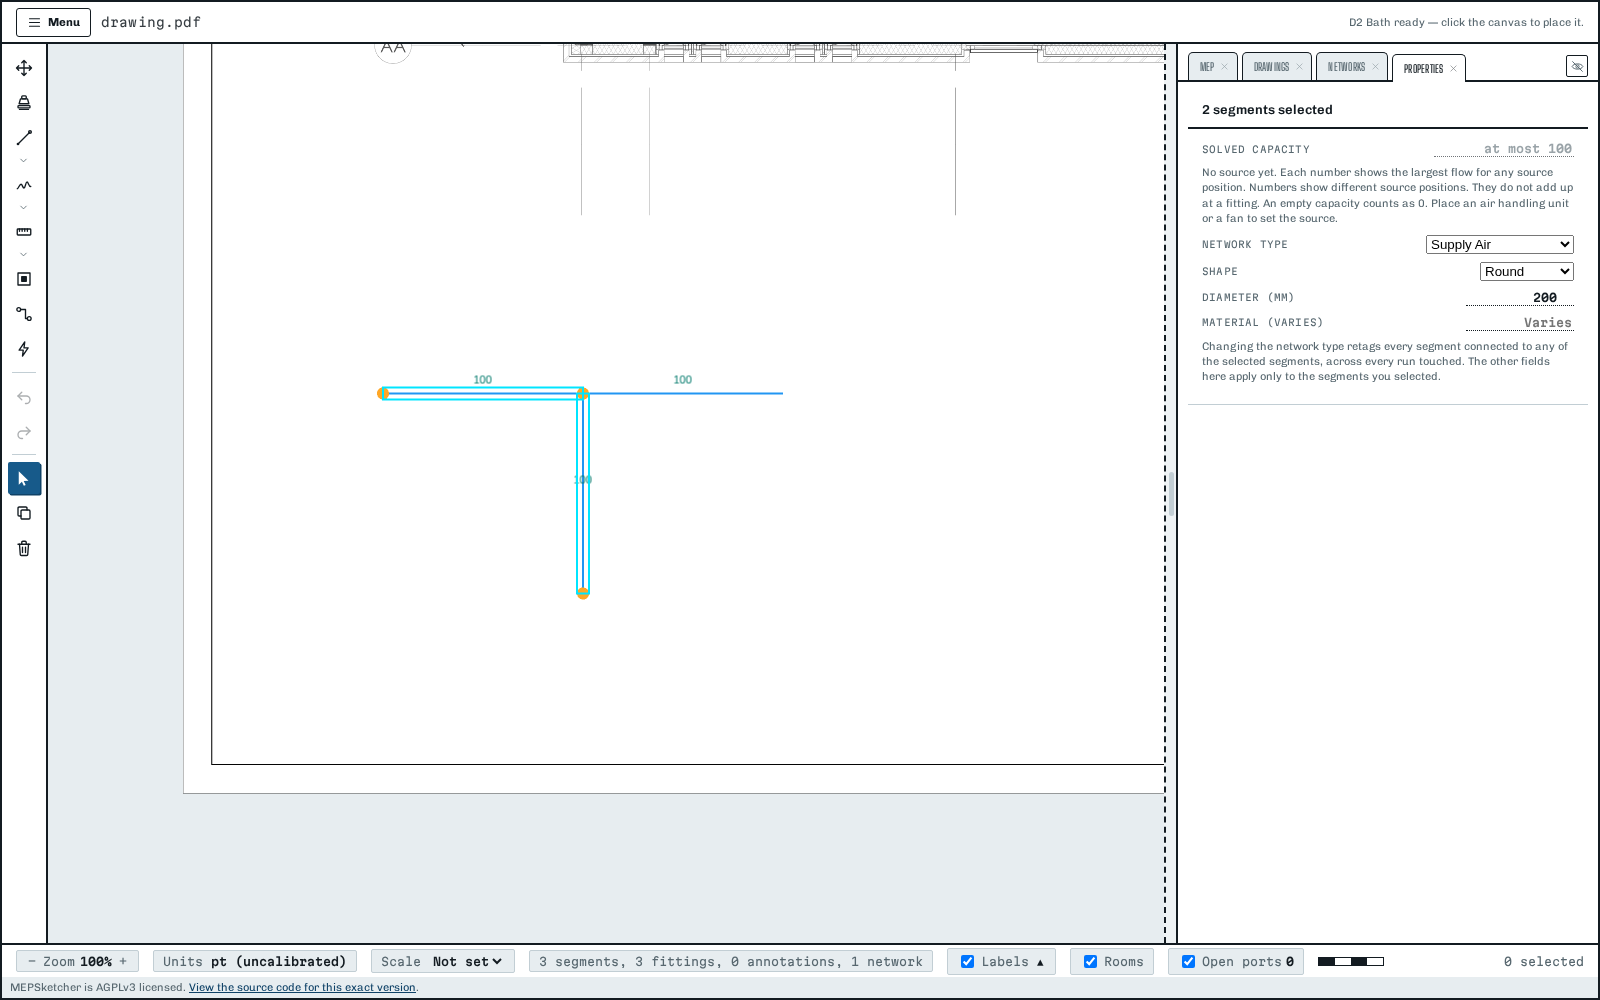 Menu
drawing.pdf
D2 Bath ready — click the canvas to place it.
AA
MEP
DRAWINGS
NETWORKS
PROPERTIES
2 segments selected
SOLVED CAPACITY
at most 100
No source yet. Each number shows the largest flow for any source
position. Numbers show different source positions. They do not add up
at a fitting. An empty capacity counts as 0. Place an air handling unit
or a fan to set the source.
NETWORK TYPE
Supply Air
SHAPE
Round
DIAMETER (MM)
200
MATERIAL (VARIES)
Varies
Changing the network type retags every segment connected to any of
the selected segments, across every run touched. The other fields
here apply only to the segments you selected.
100
100
100
− Zoom 100% +
Units pt (uncalibrated)
Scale Not set
3 segments, 3 fittings, 0 annotations, 1 network
Labels ▲
Rooms
Open ports 0
0 selected
MEPSketcher is AGPLv3 licensed. View the source code for this exact version.